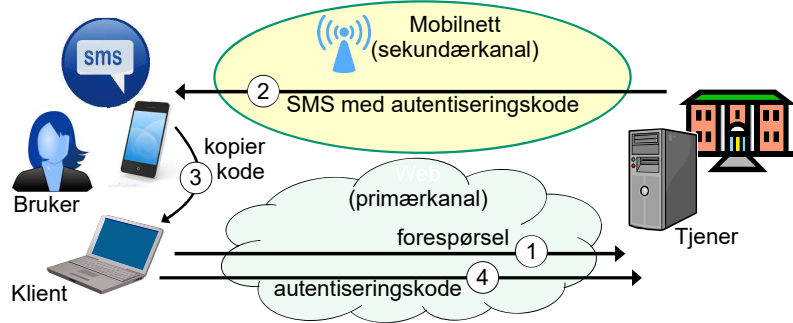 Mobilnett
(sekundærkanal)
sms
2
SMS med autentiseringskode
kopier
kode
3
Bruker
Web
(primærkanal)
forespørsel
1
Tjener
Klient
autentiseringskode
4